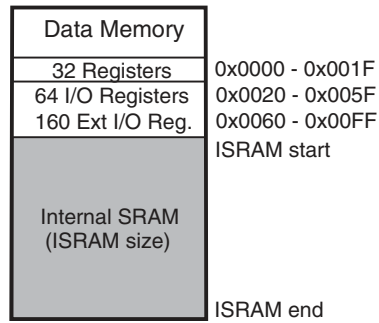 Data Memory
32 Registers 0x0000 - 0x001F
64 I/O Registers 0x0020 - 0x005F
160 Ext I/O Reg. 0x0060 - 0x00FF
ISRAM start
Internal SRAM
(ISRAM size)
ISRAM end